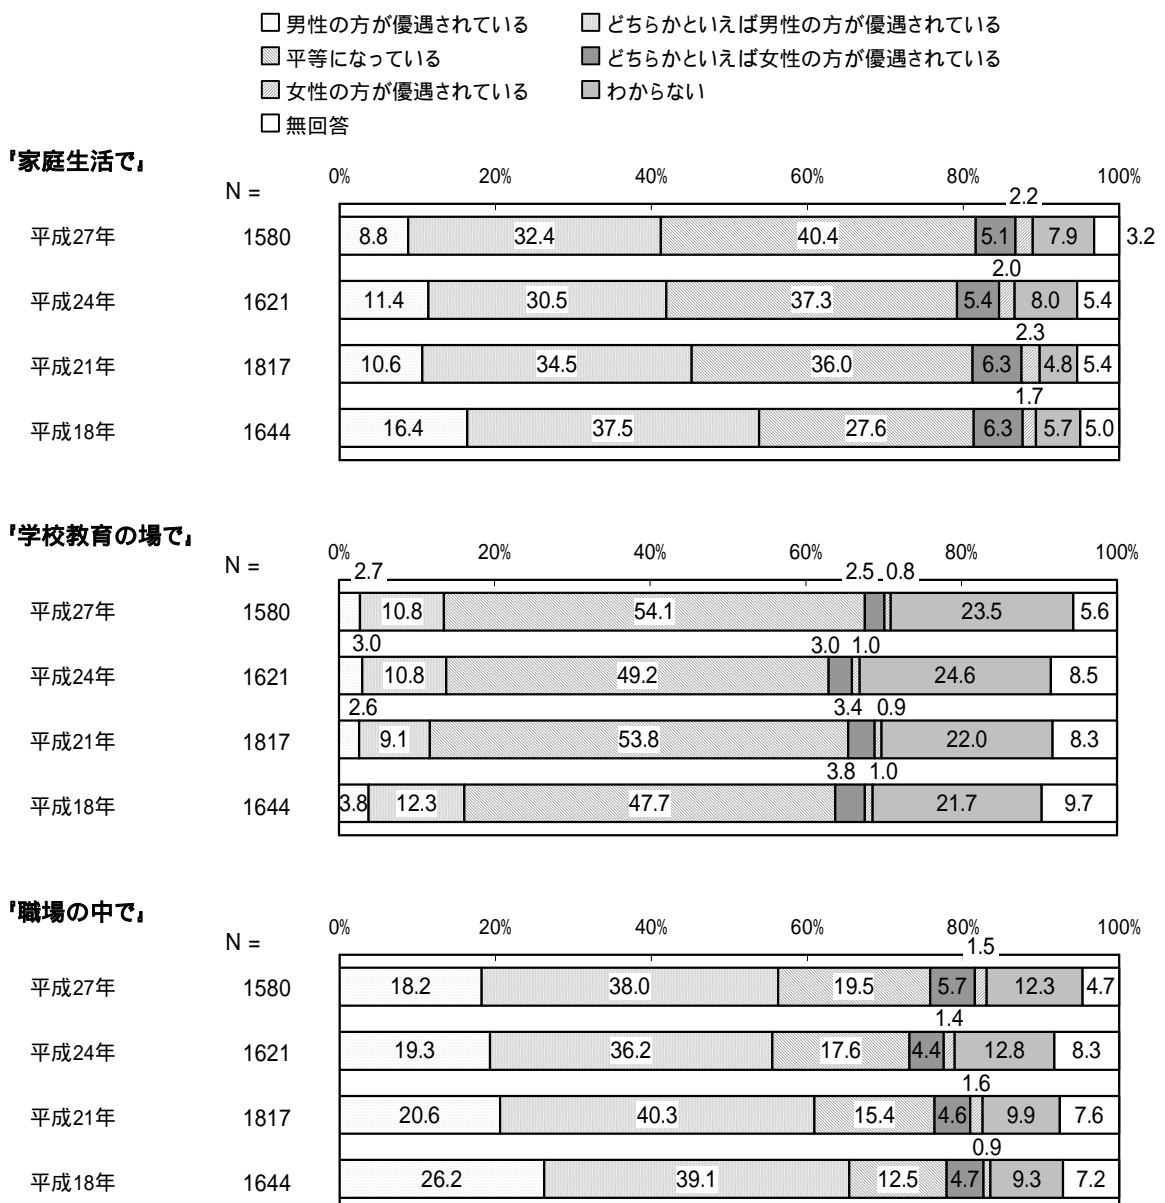 男性の方が優遇されている どちらかといえば男性の方が優遇されている
平等になっている どちらかといえば女性の方が優遇されている
女性の方が優遇されている わからない
無回答
『家庭生活で』
N = 0% 20% 40% 60% 80% 100%
2.2
平成27年 1580 8.8 32.4 40.4 5.1 7.9 3.2
2.0
平成24年 1621 11.4 30.5 37.3 5.4 8.0 5.4
2.3
平成21年 1817 10.6 34.5 36.0 6.3 4.8 5.4
1.7
平成18年 1644 16.4 37.5 27.6 6.3 5.7 5.0
『学校教育の場で』
N = 0% 20% 40% 60% 80% 100%
2.7 2.5 0.8
平成27年 1580 10.8 54.1 23.5 5.6
3.0 3.0 1.0
平成24年 1621 10.8 49.2 24.6 8.5
2.6 3.4 0.9
平成21年 1817 9.1 53.8 22.0 8.3
3.8 1.0
平成18年 1644 3.8 12.3 47.7 21.7 9.7
『職場の中で』
N = 0% 20% 40% 60% 80% 100%
1.5
平成27年 1580 18.2 38.0 19.5 5.7 12.3 4.7
1.4
平成24年 1621 19.3 36.2 17.6 4.4 12.8 8.3
1.6
平成21年 1817 20.6 40.3 15.4 4.6 9.9 7.6
0.9
平成18年 1644 26.2 39.1 12.5 4.7 9.3 7.2